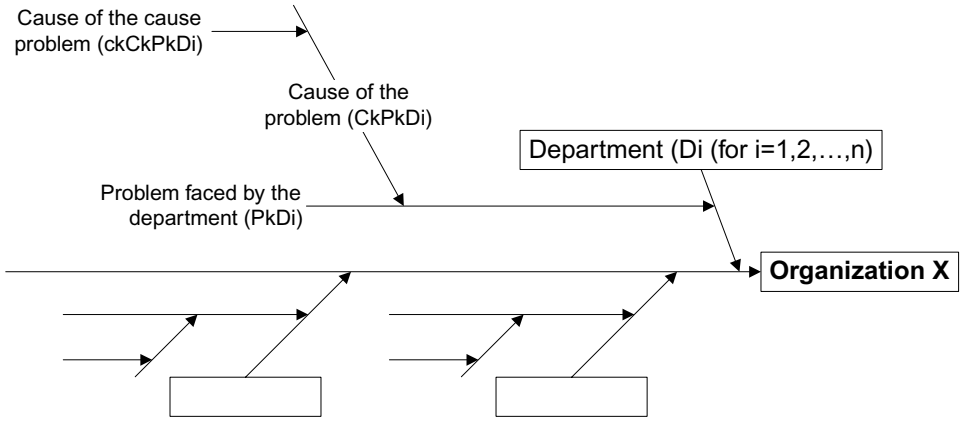 Cause of the cause
problem (ckCkPkDi)
Cause of the
problem (CkPkDi)
Department (Di (for i=1,2,…,n)
Problem faced by the
department (PkDi)
Organization X